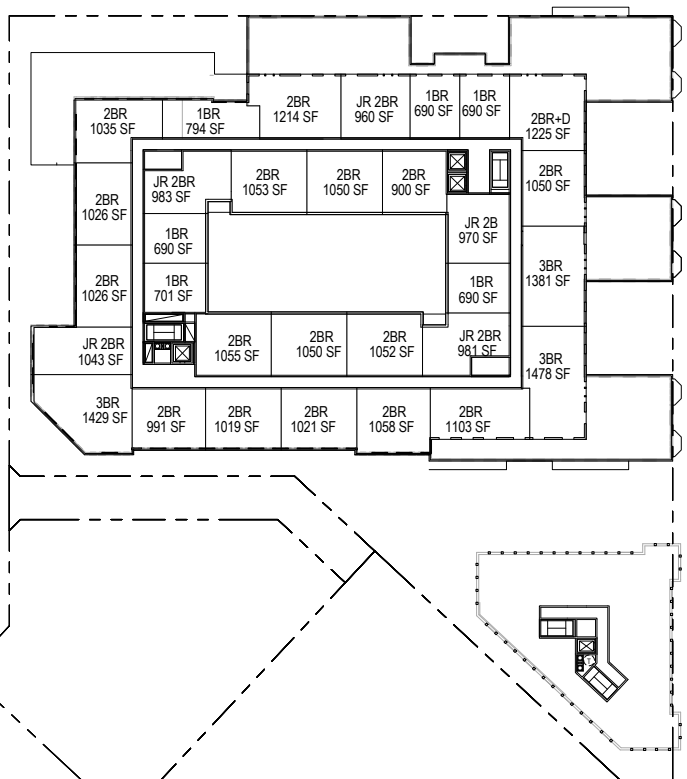 2BR
1035 SF
1BR
794 SF
2BR
1214 SF
JR 2BR
960 SF
1BR
690 SF
1BR
690 SF
2BR+D
1225 SF
2BR
1026 SF
JR 2BR
983 SF
2BR
1053 SF
2BR
1050 SF
2BR
900 SF
2BR
1050 SF
1BR
690 SF
JR 2B
970 SF
2BR
1026 SF
1BR
701 SF
1BR
690 SF
3BR
1381 SF
JR 2BR
1043 SF
2BR
1055 SF
2BR
1050 SF
2BR
1052 SF
JR 2BR
981 SF
3BR
1478 SF
3BR
1429 SF
2BR
991 SF
2BR
1019 SF
2BR
1021 SF
2BR
1058 SF
2BR
1103 SF